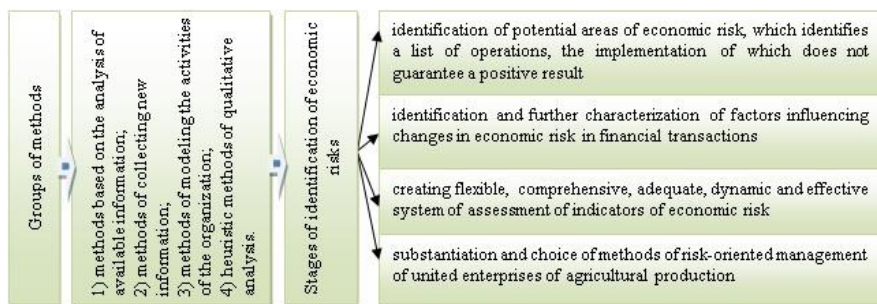 Groups of methods
1) methods based on the analysis of
available information;
2) methods of collecting new
information;
3) methods of modeling the activities
of the organization;
4) heuristic methods of qualitative
analysis.
Stages of identification of economic
risks
identification of potential areas of economic risk, which identifies
a list of operations, the implementation of which does not
guarantee a positive result
identification and further characterization of factors influencing
changes in economic risk in financial transactions
creating flexible, comprehensive, adequate, dynamic and effective
system of assessment of indicators of economic risk
substantiation and choice of methods of risk-oriented management
of united enterprises of agricultural production